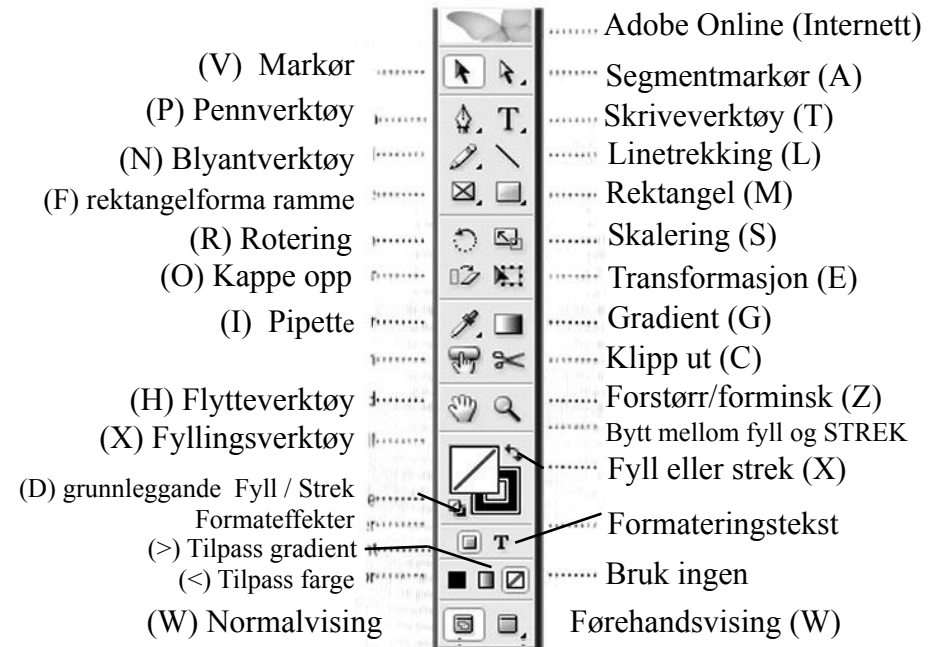 Adobe Online (Internett)
(V) Markør
Segmentmarkør (A)
(P) Pennverktøy
Skriveverktøy (T)
(N) Blyantverktøy
Linetrekking (L)
(F) rektangelforma ramme
Rektangel (M)
(R) Rotering
Skalering (S)
(O) Kappe opp
Transformasjon (E)
(I) Pipette
Gradient (G)
Klipp ut (C)
(H) Flytteverktøy
Forstørr/forminsk (Z)
(X) Fyllingsverktøy
Bytt mellom fyll og STREK
Fyll eller strek (X)
(D) grunnleggande Fyll / Strek
Formateffekter
Formateringstekst
(>) Tilpass gradient
(<) Tilpass farge
Bruk ingen
(W) Normalvising
Førehandsvising (W)
T
T